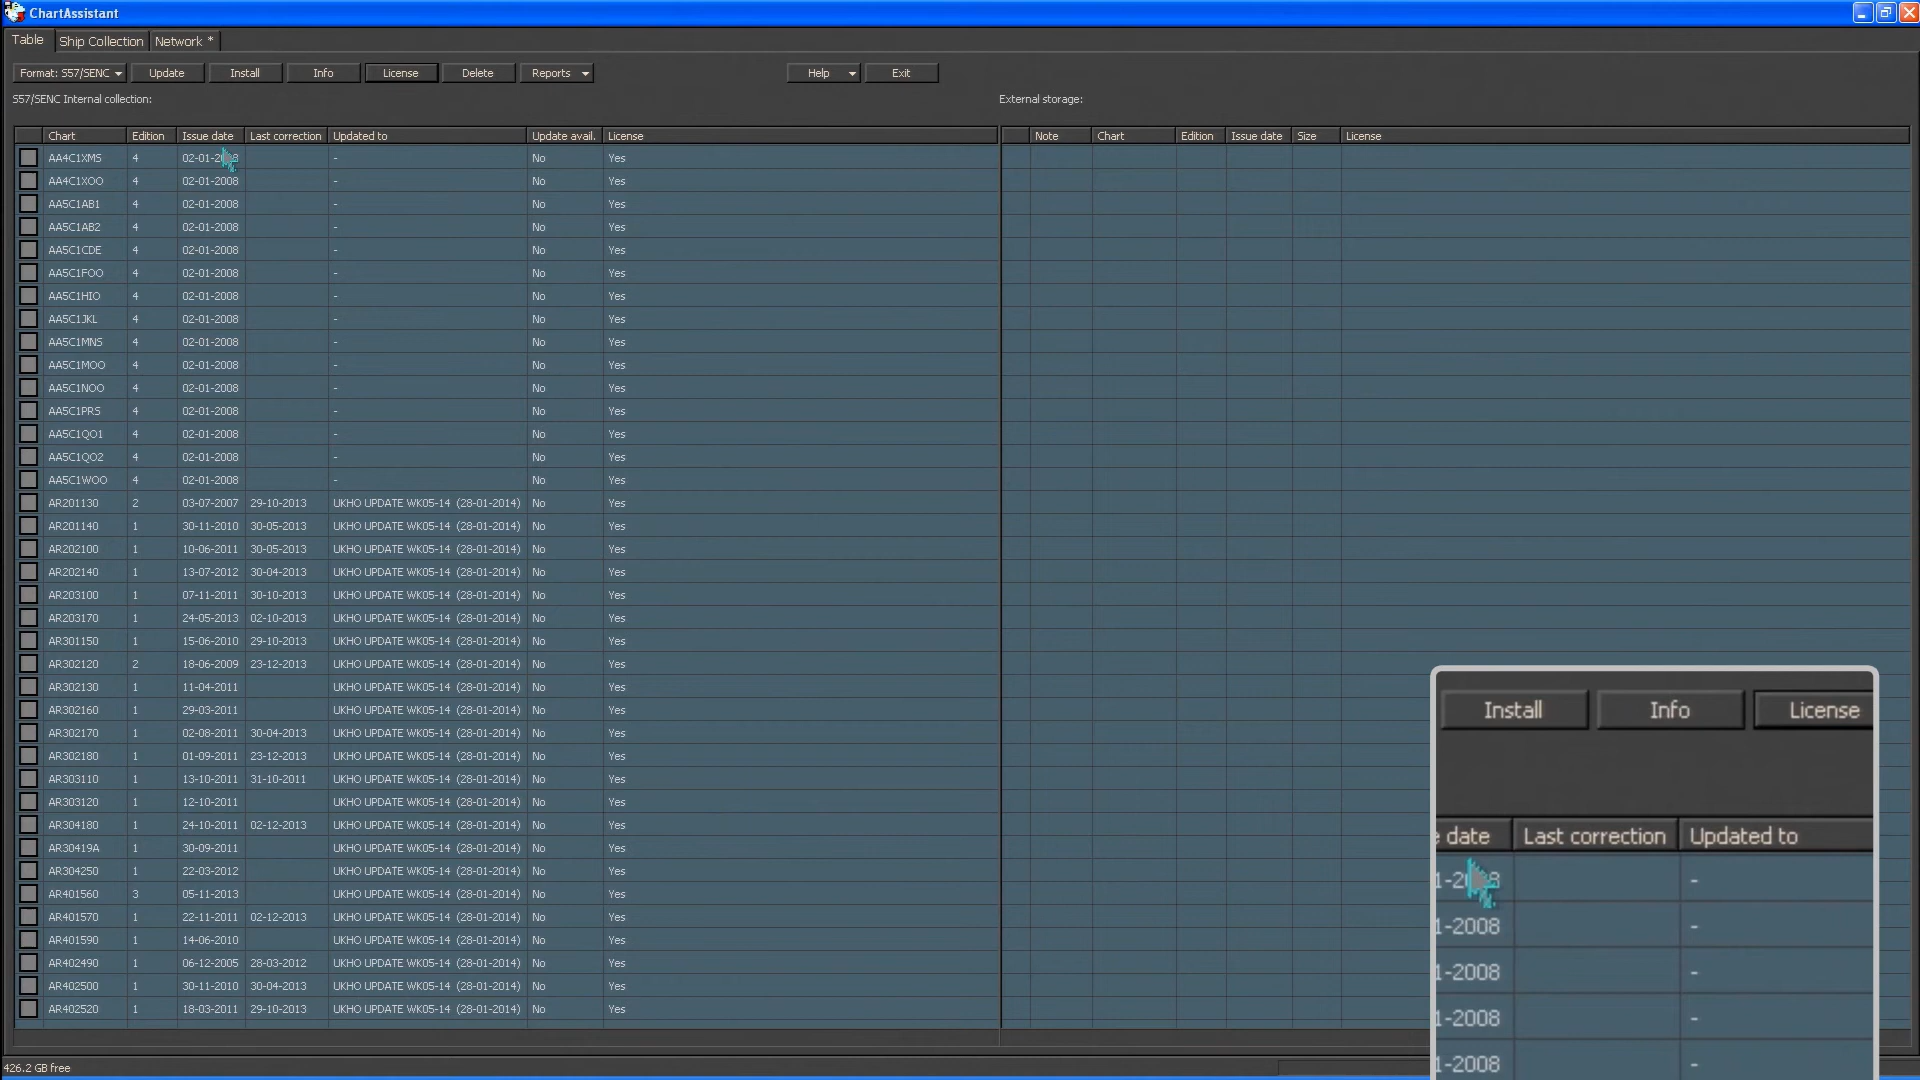 ChartAssistant
Table Ship Collection Network *
Format: S57/SENC Update Install Info License Delete Reports Help Exit
S57/SENC Internal collection: External storage:
Chart Edition Issue date Last correction Updated to Update avail. License Note Chart Edition Issue date Size License
AA4C1XMS 4 02-01-2008 - No Yes
AA4C1XOO 4 02-01-2008 - No Yes
AA5C1AB1 4 02-01-2008 - No Yes
AA5C1AB2 4 02-01-2008 - No Yes
AA5C1CDE 4 02-01-2008 - No Yes
AA5C1FOO 4 02-01-2008 - No Yes
AA5C1HIO 4 02-01-2008 - No Yes
AA5C1JKL 4 02-01-2008 - No Yes
AA5C1MNS 4 02-01-2008 - No Yes
AA5C1MOO 4 02-01-2008 - No Yes
AA5C1NOO 4 02-01-2008 - No Yes
AA5C1PRS 4 02-01-2008 - No Yes
AA5C1QO1 4 02-01-2008 - No Yes
AA5C1QO2 4 02-01-2008 - No Yes
AA5C1WOO 4 02-01-2008 - No Yes
AR201130 2 03-07-2007 29-10-2013 UKHO UPDATE WK05-14 (28-01-2014) No Yes
AR201140 1 30-11-2010 30-05-2013 UKHO UPDATE WK05-14 (28-01-2014) No Yes
AR202100 1 10-06-2011 30-05-2013 UKHO UPDATE WK05-14 (28-01-2014) No Yes
AR202140 1 13-07-2012 30-04-2013 UKHO UPDATE WK05-14 (28-01-2014) No Yes
AR203100 1 07-11-2011 30-10-2013 UKHO UPDATE WK05-14 (28-01-2014) No Yes
AR203170 1 24-05-2013 02-10-2013 UKHO UPDATE WK05-14 (28-01-2014) No Yes
AR301150 1 15-06-2010 29-10-2013 UKHO UPDATE WK05-14 (28-01-2014) No Yes
AR302120 2 18-06-2009 23-12-2013 UKHO UPDATE WK05-14 (28-01-2014) No Yes
AR302130 1 11-04-2011 UKHO UPDATE WK05-14 (28-01-2014) No Yes
AR302160 1 29-03-2011 UKHO UPDATE WK05-14 (28-01-2014) No Yes
AR302170 1 02-08-2011 30-04-2013 UKHO UPDATE WK05-14 (28-01-2014) No Yes
AR302180 1 01-09-2011 23-12-2013 UKHO UPDATE WK05-14 (28-01-2014) No Yes
AR303110 1 13-10-2011 31-10-2011 UKHO UPDATE WK05-14 (28-01-2014) No Yes
AR303120 1 12-10-2011 UKHO UPDATE WK05-14 (28-01-2014) No Yes
AR304180 1 24-10-2011 02-12-2013 UKHO UPDATE WK05-14 (28-01-2014) No Yes
AR30419A 1 30-09-2011 UKHO UPDATE WK05-14 (28-01-2014) No Yes
AR304250 1 22-03-2012 UKHO UPDATE WK05-14 (28-01-2014) No Yes
AR401560 3 05-11-2013 UKHO UPDATE WK05-14 (28-01-2014) No Yes
AR401570 1 22-11-2011 02-12-2013 UKHO UPDATE WK05-14 (28-01-2014) No Yes
AR401590 1 14-06-2010 UKHO UPDATE WK05-14 (28-01-2014) No Yes
AR402490 1 06-12-2005 28-03-2012 UKHO UPDATE WK05-14 (28-01-2014) No Yes
AR402500 1 30-11-2010 30-04-2013 UKHO UPDATE WK05-14 (28-01-2014) No Yes
AR402520 1 18-03-2011 29-10-2013 UKHO UPDATE WK05-14 (28-01-2014) No Yes
Install Info License
e date Last correction Updated to
1-2008 -
1-2008 -
1-2008 -
1-2008 -
1-2008 -
426.2 GB free